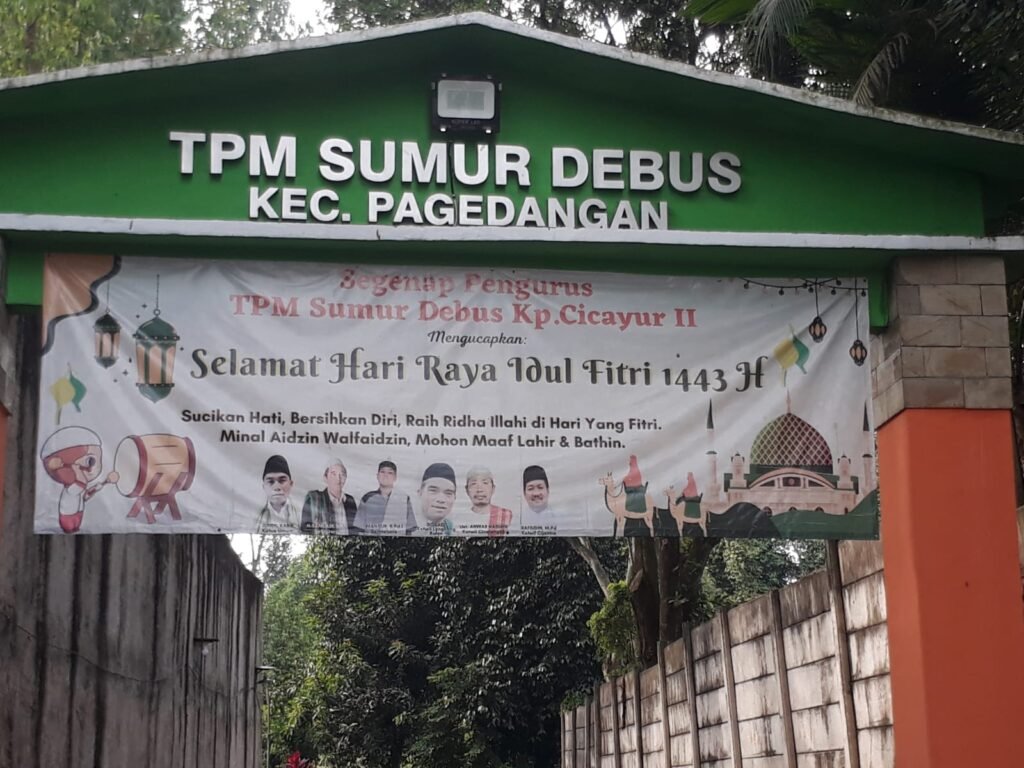 TPM SUMUR DEBUS
KEC. PAGEDANGAN
Segenap Pengurus
TPM Sumur Debus Kp.Cicayur II
Mengucapkan:
Selamat Hari Raya Idul Fitri 1443 H
Sucikan Hati, Bersihkan Diri, Raih Ridha Illahi di Hari Yang Fitri.
Minal Aidzin Walfaidzin, Mohon Maaf Lahir & Bathin.